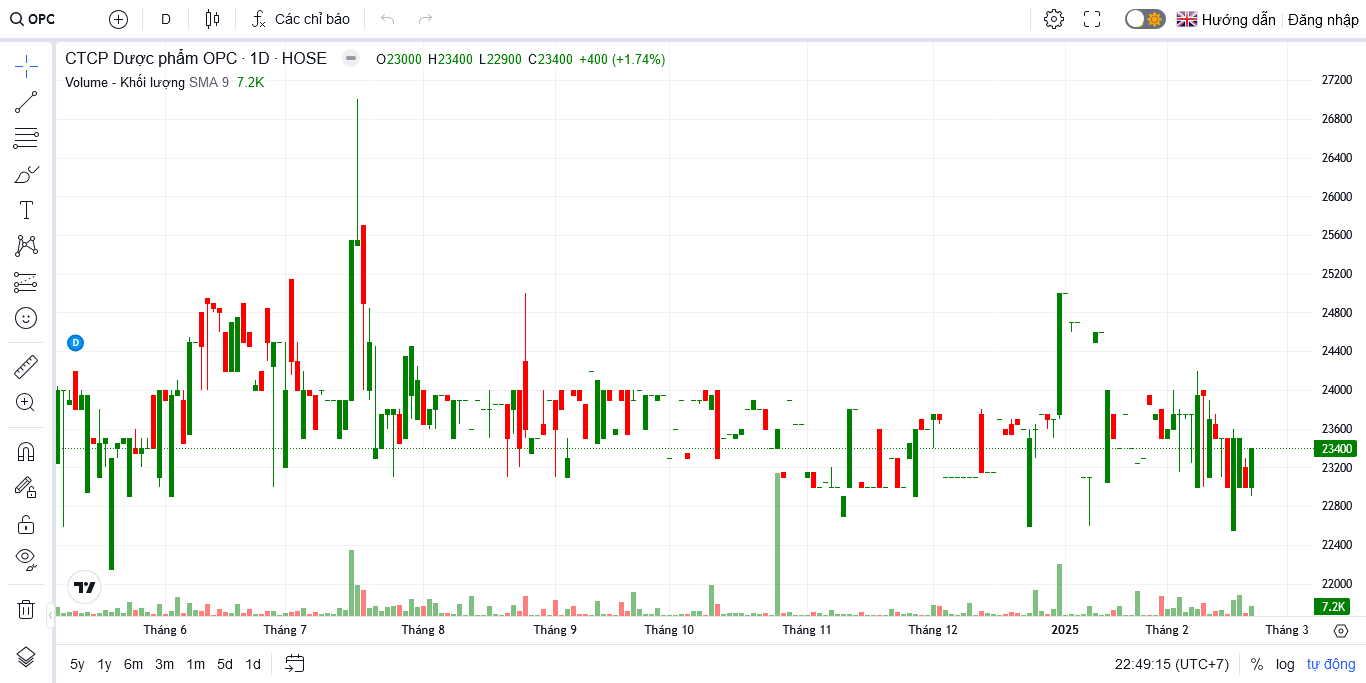 OPC D Các chỉ báo Hướng dẫn Đăng nhập
CTCP Dược phẩm OPC · 1D · HOSE O23000 H23400 L22900 C23400 +400 (+1.74%)
Volume - Khối lượng SMA 9 7.2K
27200
26800
26400
26000
25600
25200
24800
24400
24000
23600
23400
23200
22800
22400
22000
7.2K
D
Tháng 6 Tháng 7 Tháng 8 Tháng 9 Tháng 10 Tháng 11 Tháng 12 2025 Tháng 2 Tháng 3
5y 1y 6m 3m 1m 5d 1d 22:49:15 (UTC+7) % log tự động